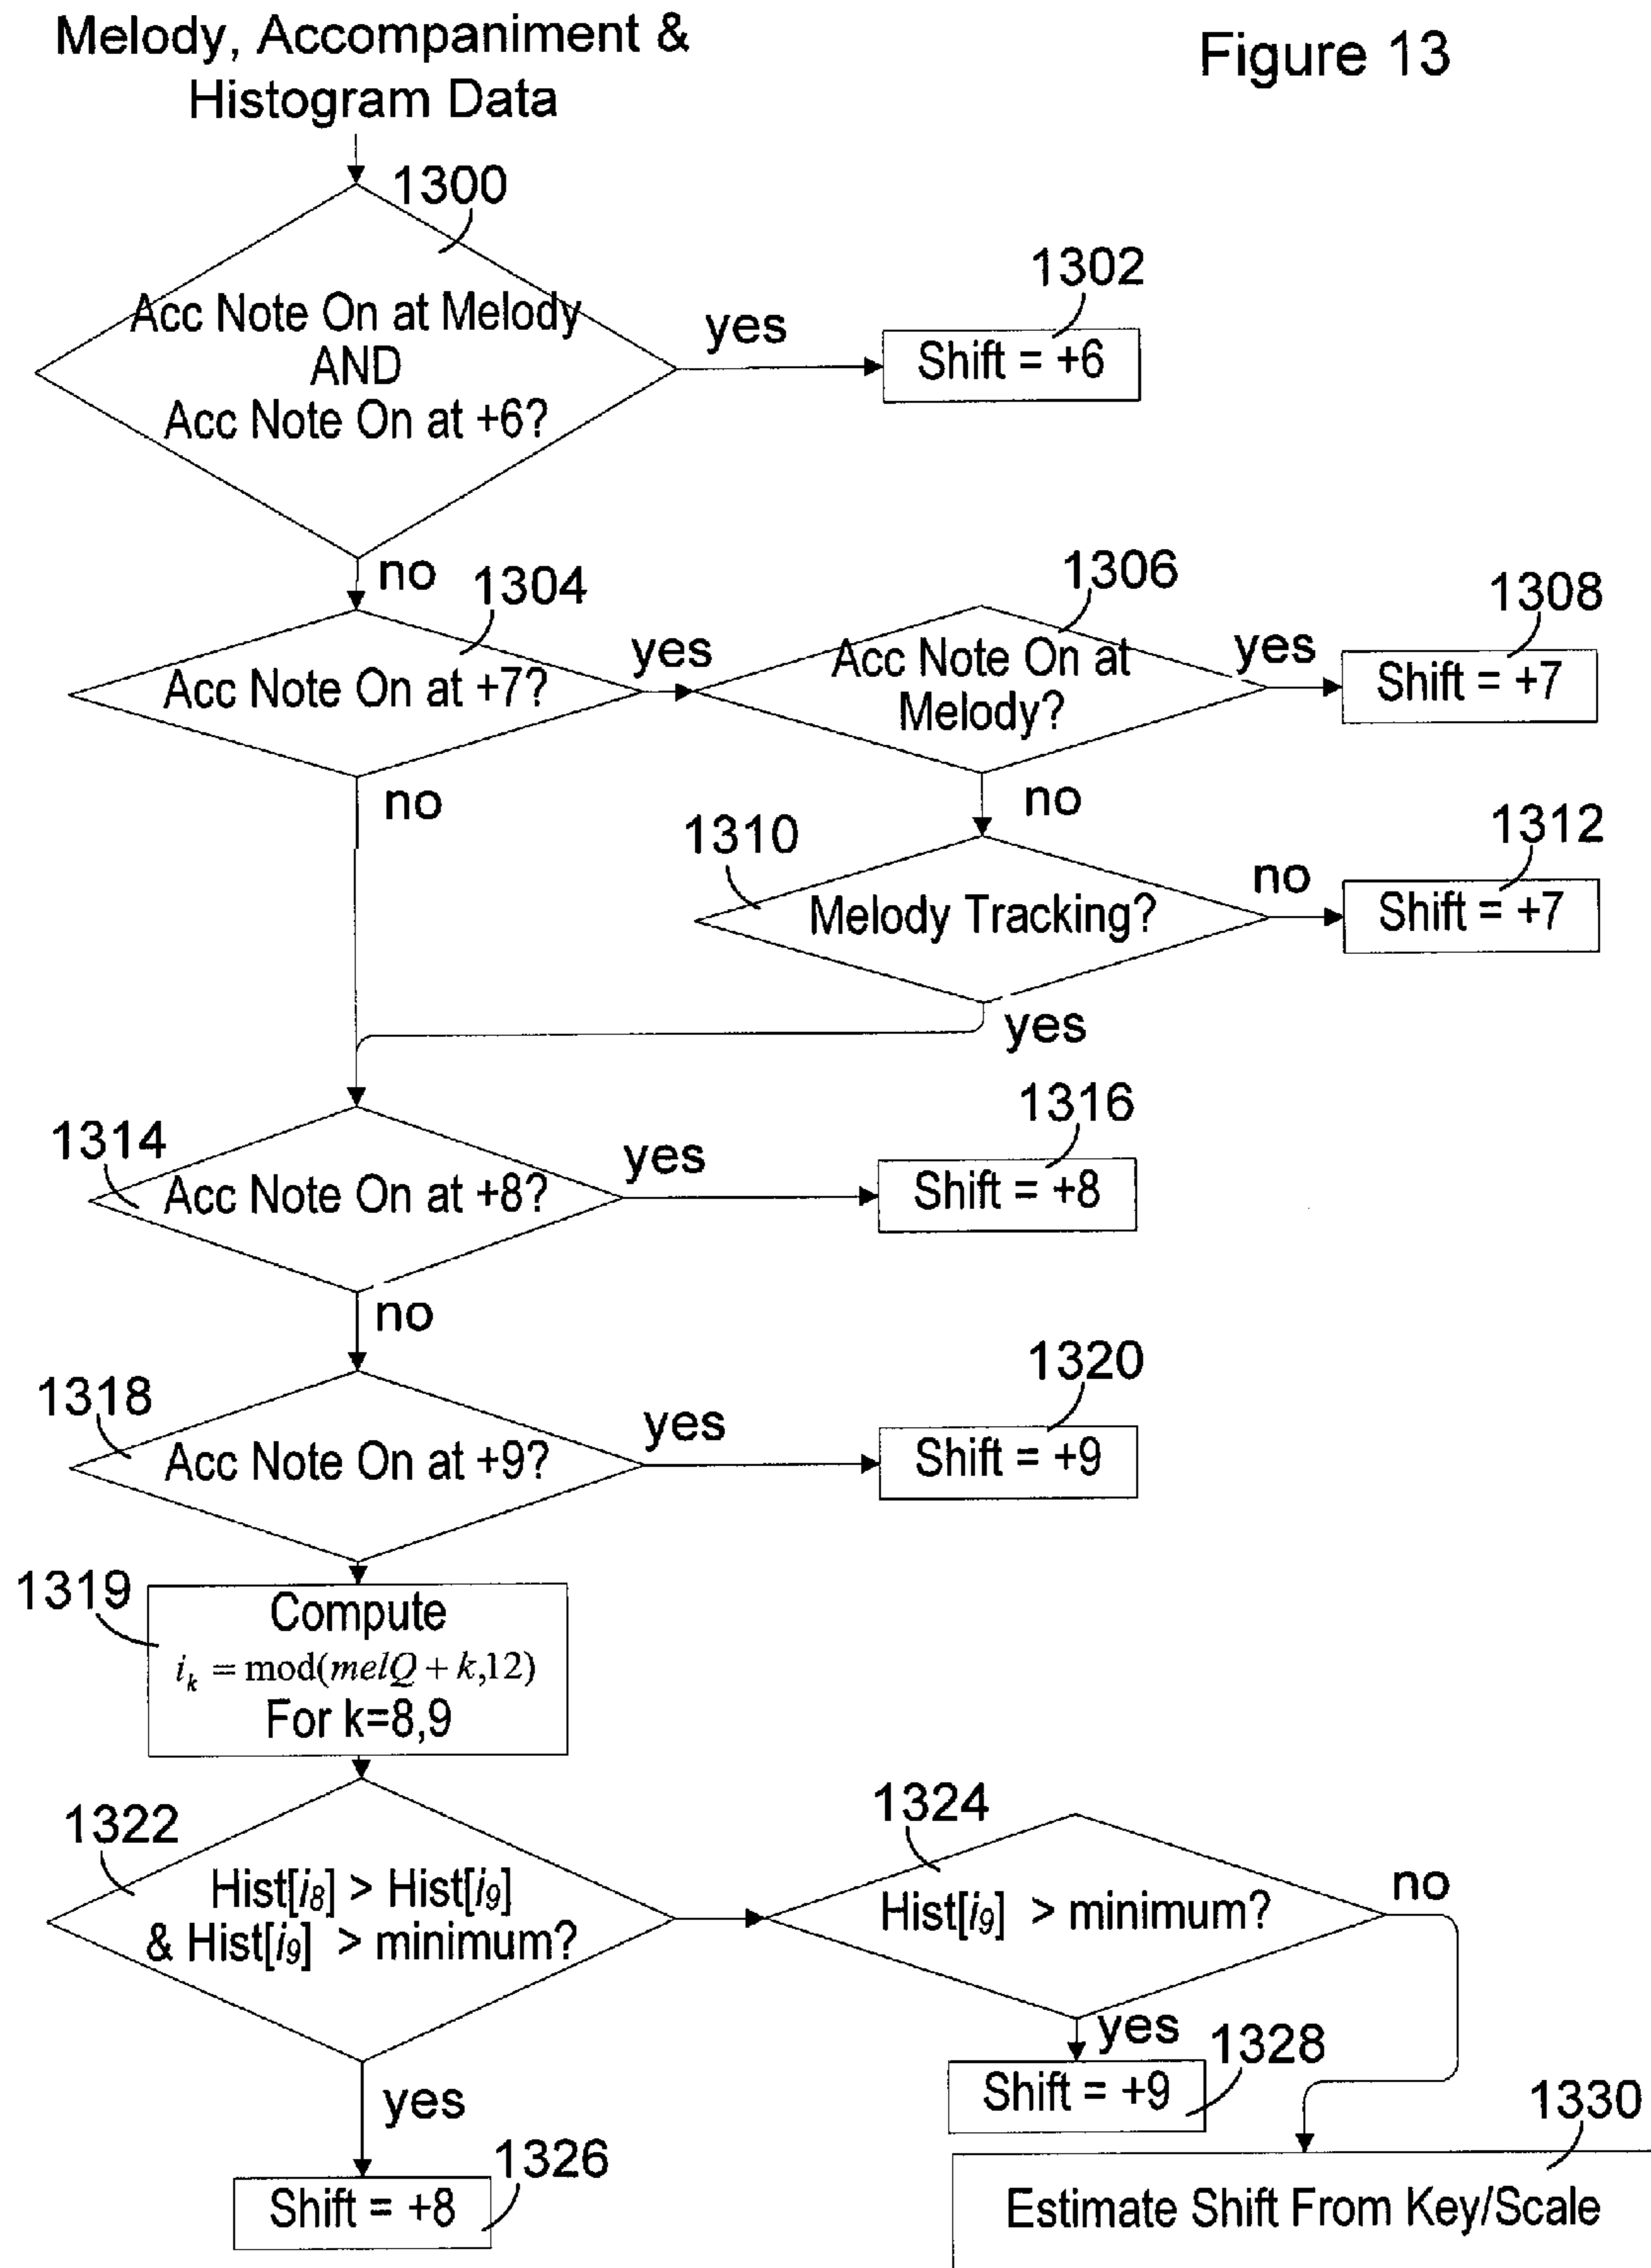 Melody, Accompaniment &
Histogram Data
Figure 13
1300
Acc Note On at Melody
AND
Acc Note On at +6?
yes
1302
Shift = +6
no
1304
Acc Note On at +7?
yes
1306
Acc Note On at
Melody?
yes
1308
Shift = +7
no
no
1310
Melody Tracking?
no
1312
Shift = +7
yes
1314
Acc Note On at +8?
yes
1316
Shift = +8
no
1318
Acc Note On at +9?
yes
1320
Shift = +9
1319
Compute
i_k = mod(melQ + k,12)
For k=8,9
1322
Hist[i8] > Hist[i9]
& Hist[i9] > minimum?
1324
Hist[i9] > minimum?
no
yes
1328
Shift = +9
yes
1326
Shift = +8
1330
Estimate Shift From Key/Scale